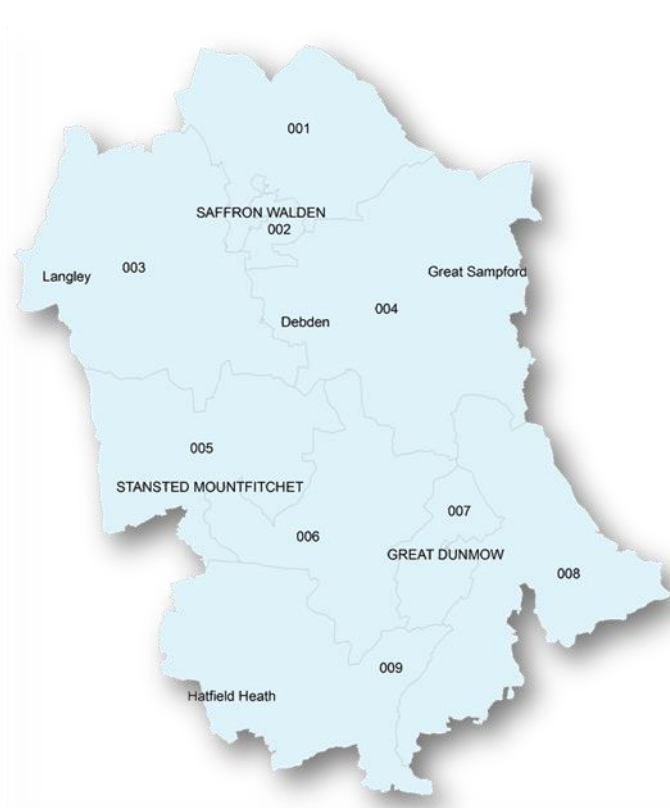 001
SAFFRON WALDEN
002
003
Langley
Great Sampford
004
Debden
005
STANSTED MOUNTFITCHET
007
006
GREAT DUNMOW
008
009
Hatfield Heath